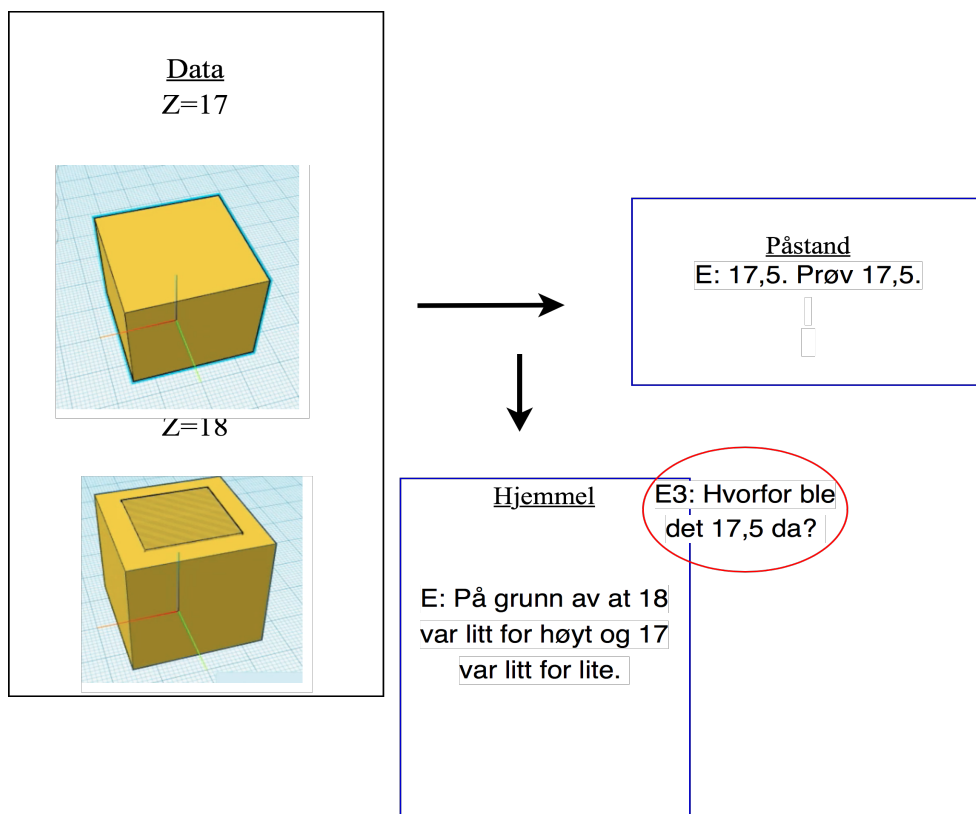 Data
Z=17
Z=18
Påstand
E: 17,5. Prøv 17,5.
Hjemmel
E3: Hvorfor ble
det 17,5 da?
E: På grunn av at 18
var litt for høyt og 17
var litt for lite.